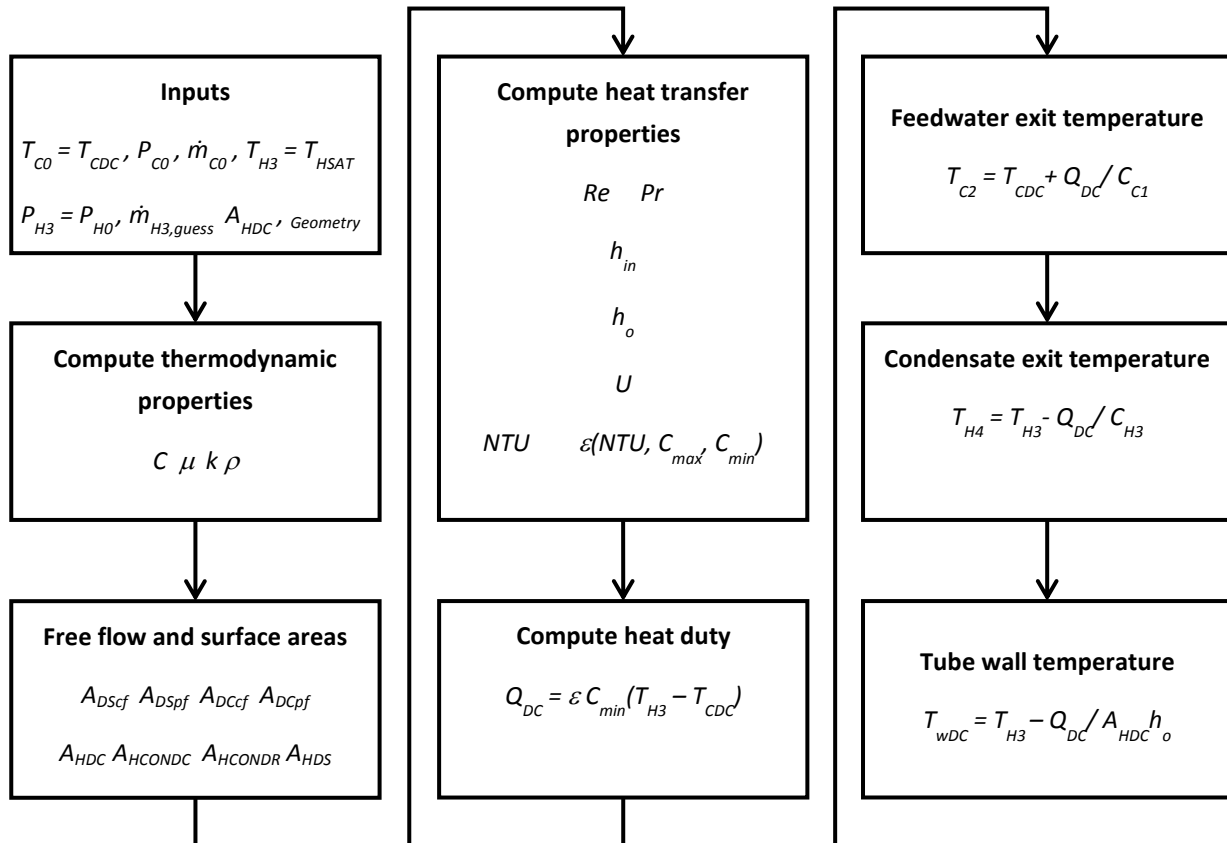 Inputs
T_C0 = T_CDC , P_C0 , ṁ_C0 , T_H3 = T_HSAT
P_H3 = P_H0 , ṁ_H3,guess A_HDC , Geometry
Compute thermodynamic
properties
C μ k ρ
Free flow and surface areas
A_DScf A_DSpf A_DCcf A_DCpf
A_HDC A_HCONDC A_HCONDR A_HDS
Compute heat transfer
properties
Re Pr
h_in
h_o
U
NTU ε(NTU, C_max, C_min)
Compute heat duty
Q_DC = ε C_min(T_H3 – T_CDC)
Feedwater exit temperature
T_C2 = T_CDC + Q_DC / C_C1
Condensate exit temperature
T_H4 = T_H3 - Q_DC / C_H3
Tube wall temperature
T_wDC = T_H3 – Q_DC / A_HDC h_o